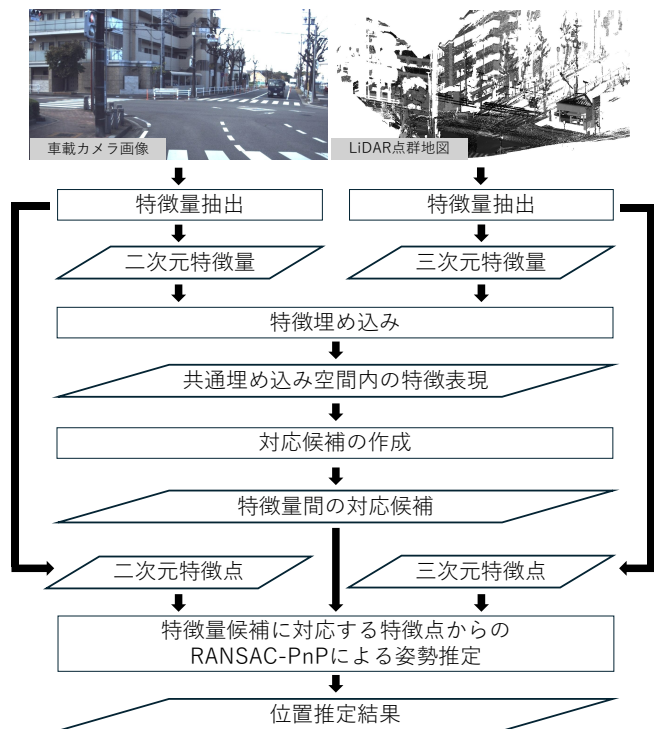 車載カメラ画像
LiDAR点群地図
特徴量抽出
特徴量抽出
二次元特徴量
三次元特徴量
特徴埋め込み
共通埋め込み空間内の特徴表現
対応候補の作成
特徴量間の対応候補
二次元特徴点
三次元特徴点
特徴量候補に対応する特徴点からの
RANSAC-PnPによる姿勢推定
位置推定結果